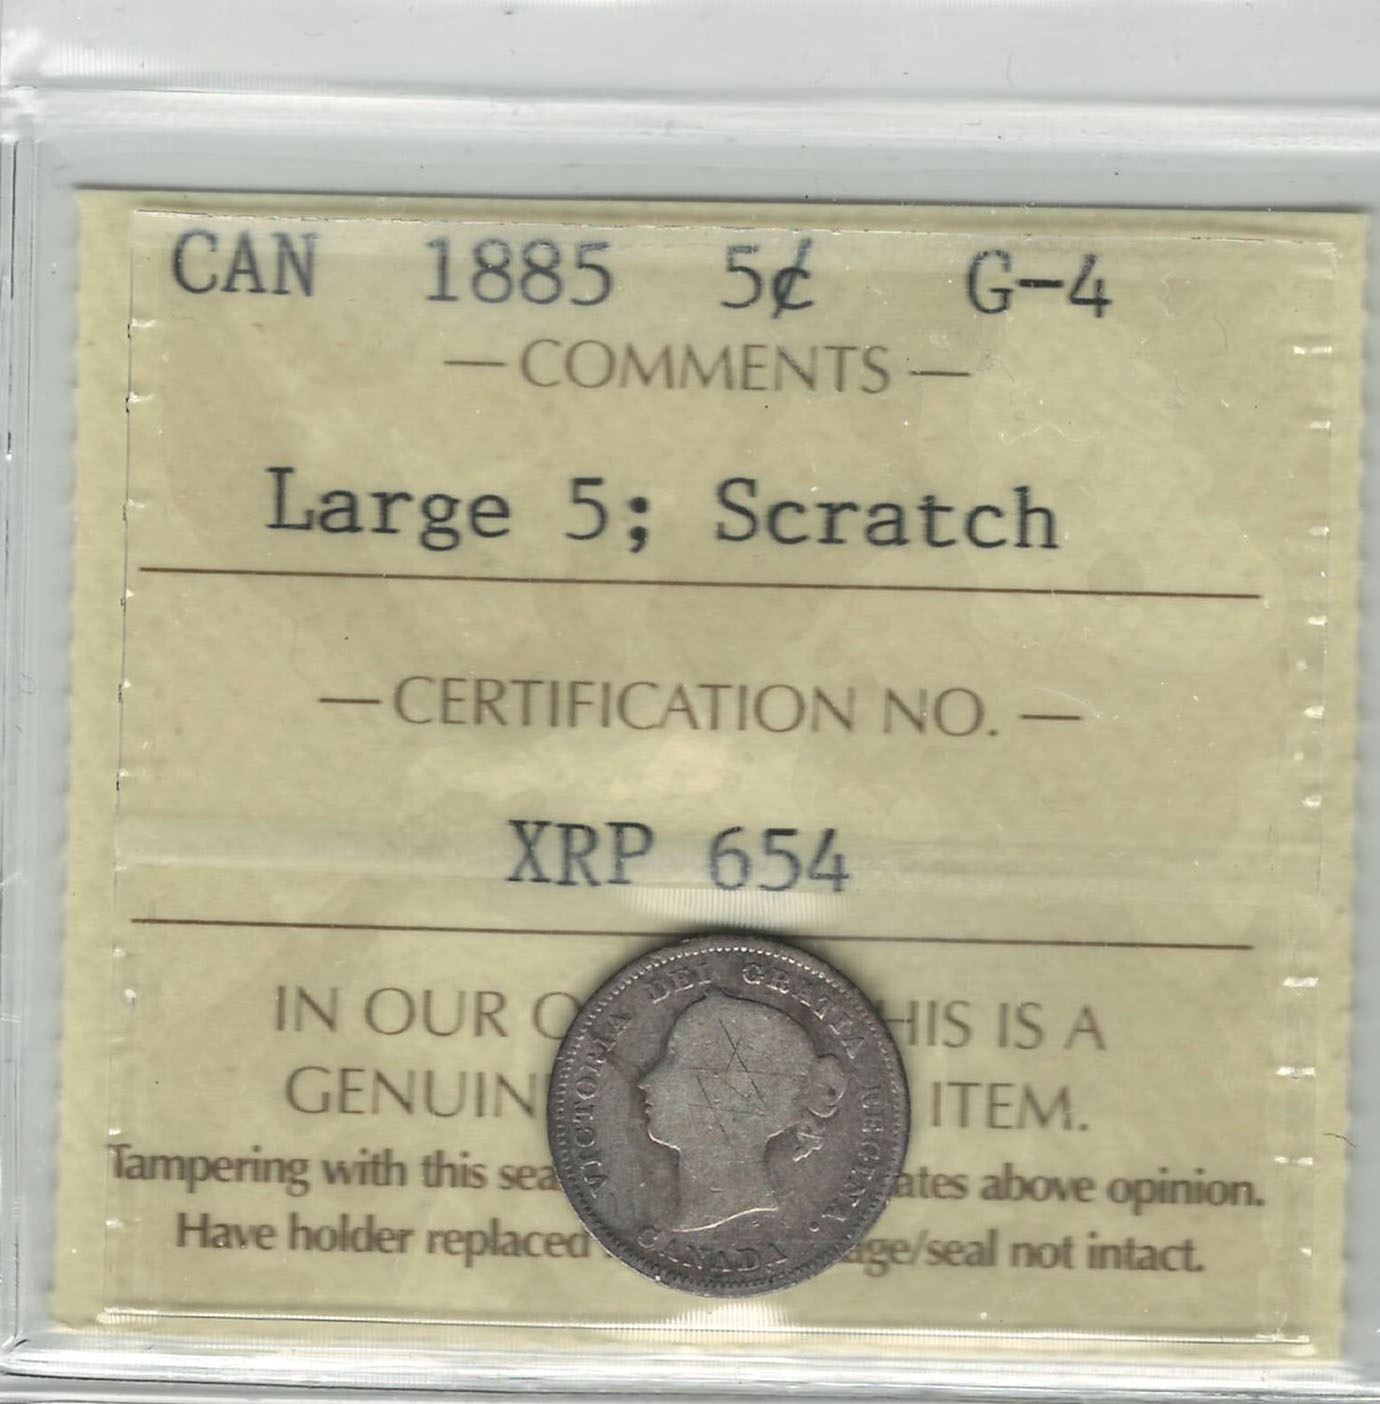 CAN 1885 5¢ G-4
— COMMENTS —
Large 5; Scratch
— CERTIFICATION NO. —
XRP 654
IN OUR O HIS IS A
GENUIN ITEM.
Tampering with this sea ates above opinion.
Have holder replaced age/seal not intact.
VICTORIA DEI GRATIA REGINA.
CANADA